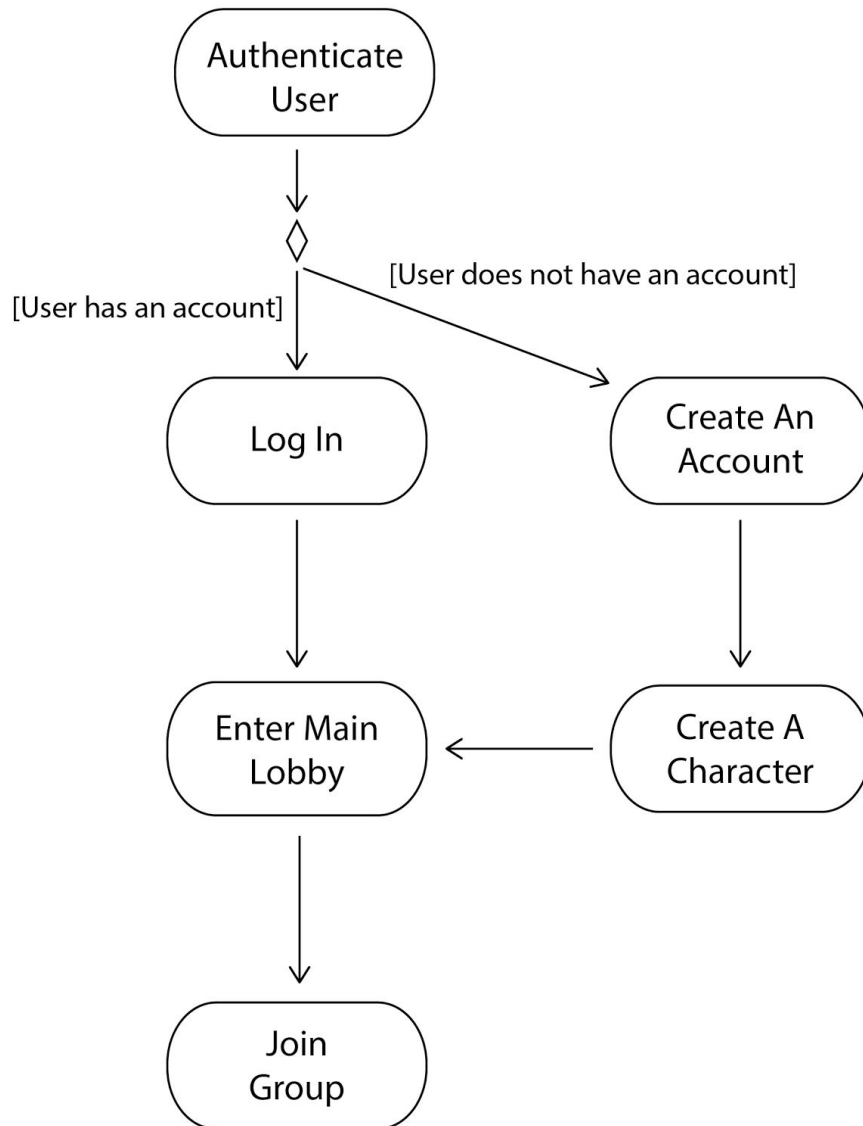 Authenticate
User
[User does not have an account]
[User has an account]
Log In
Create An
Account
Enter Main
Lobby
Create A
Character
Join
Group